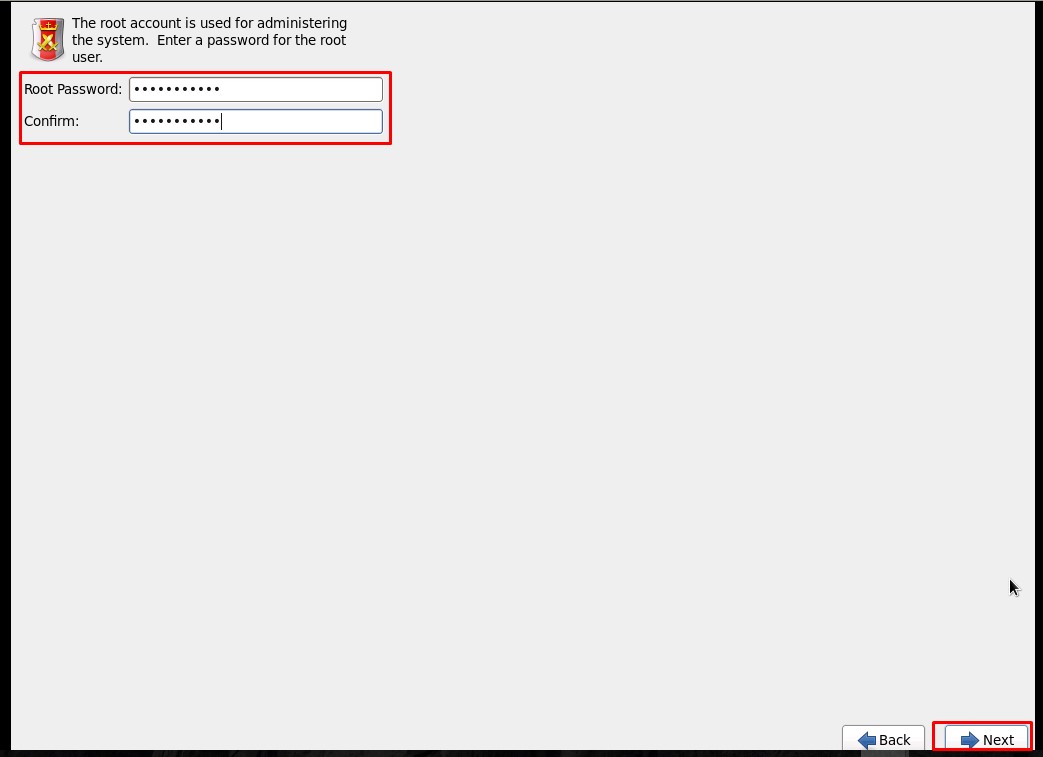 The root account is used for administering
the system.  Enter a password for the root
user.
Root Password: •••••••••••
Confirm: •••••••••••
Back
Next